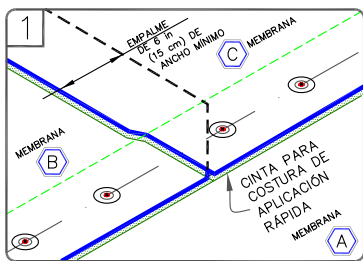 1
EMPALME
DE 6 in
(15 cm) DE
ANCHO MÍNIMO
MEMBRANA
C
MEMBRANA
B
CINTA PARA
COSTURA DE
APLICACIÓN
RÁPIDA
MEMBRANA
A